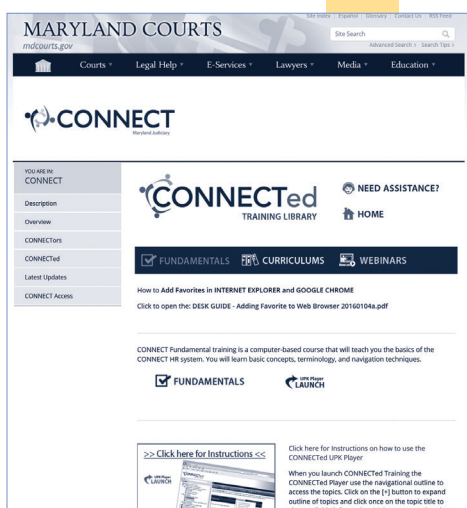 Site Index | Español | Glossary | Contact Us | RSS Feed
MARYLAND COURTS
mdcourts.gov
Site Search
Advanced Search > Search Tips >
Courts Legal Help E-Services Lawyers Media Education
CONNECT
Maryland Judiciary
YOU ARE IN:
CONNECT
Description
Overview
CONNECTors
CONNECTed
Latest Updates
CONNECT Access
CONNECTed
TRAINING LIBRARY
NEED ASSISTANCE?
HOME
FUNDAMENTALS CURRICULUMS WEBINARS
How to Add Favorites in INTERNET EXPLORER and GOOGLE CHROME
Click to open the: DESK GUIDE - Adding Favorite to Web Browser 20160104a.pdf
CONNECT Fundamental training is a computer-based course that will teach you the basics of the
CONNECT HR system. You will learn basic concepts, terminology, and navigation techniques.
FUNDAMENTALS
UPK Player
LAUNCH
>> Click here for Instructions <<
UPK Player
LAUNCH
Click here for Instructions on how to use the
CONNECTed UPK Player
When you launch CONNECTed Training the
CONNECTed Player use the navigational outline to
access the topics. Click on the [+] button to expand
outline of topics and click once on the topic title to